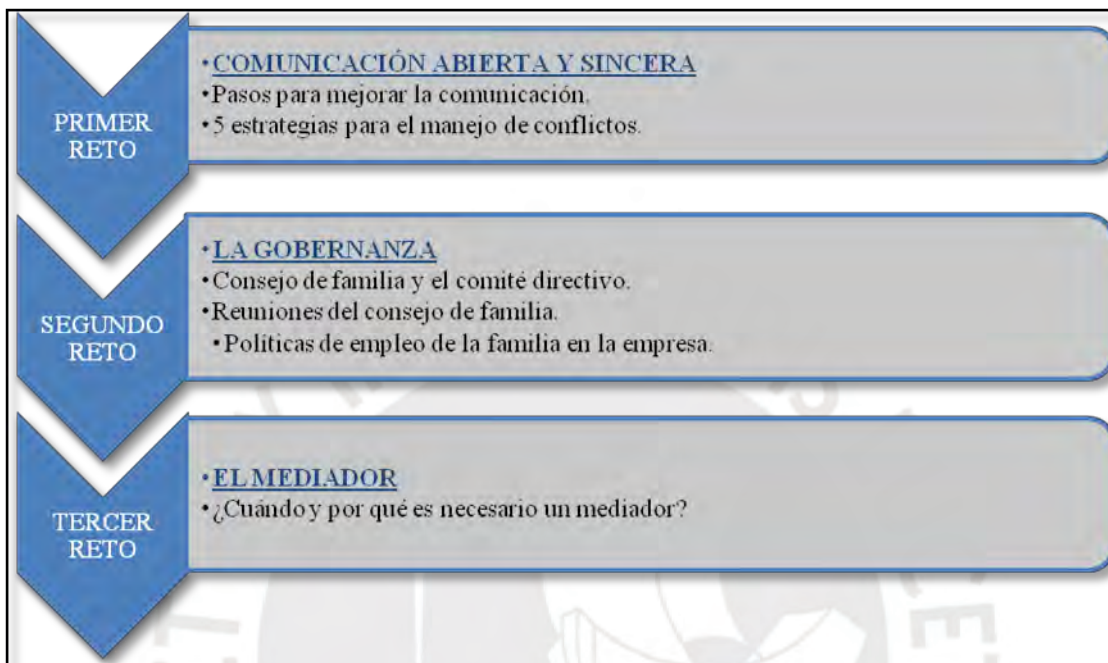 PRIMER
RETO
•COMUNICACIÓN ABIERTA Y SINCERA
•Pasos para mejorar la comunicación.
•5 estrategias para el manejo de conflictos.
SEGUNDO
RETO
•LA GOBERNANZA
•Consejo de familia y el comité directivo.
•Reuniones del consejo de familia.
•Políticas de empleo de la familia en la empresa.
TERCER
RETO
•EL MEDIADOR
•¿Cuándo y por qué es necesario un mediador?